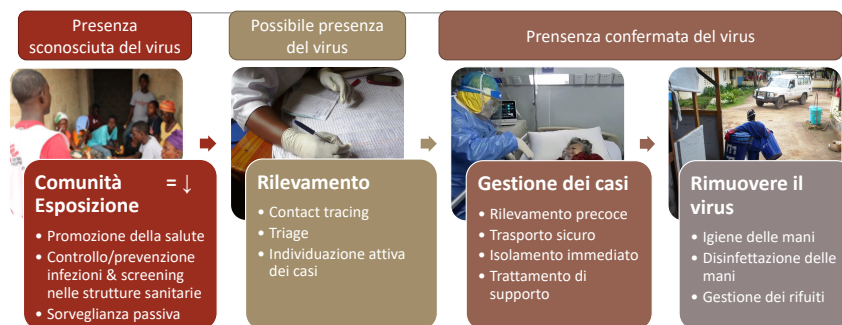 Presenza
sconosciuta del virus
Possibile presenza
del virus
Prensenza confermata del virus
Comunità = ↓
Esposizione
• Promozione della salute
• Controllo/prevenzione
infezioni & screening
nelle strutture sanitarie
• Sorveglianza passiva
Rilevamento
• Contact tracing
• Triage
• Individuazione attiva
dei casi
Gestione dei casi
• Rilevamento precoce
• Trasporto sicuro
• Isolamento immediato
• Trattamento di
supporto
Rimuovere il
virus
• Igiene delle mani
• Disinfettazione delle
mani
• Gestione dei rifiuti